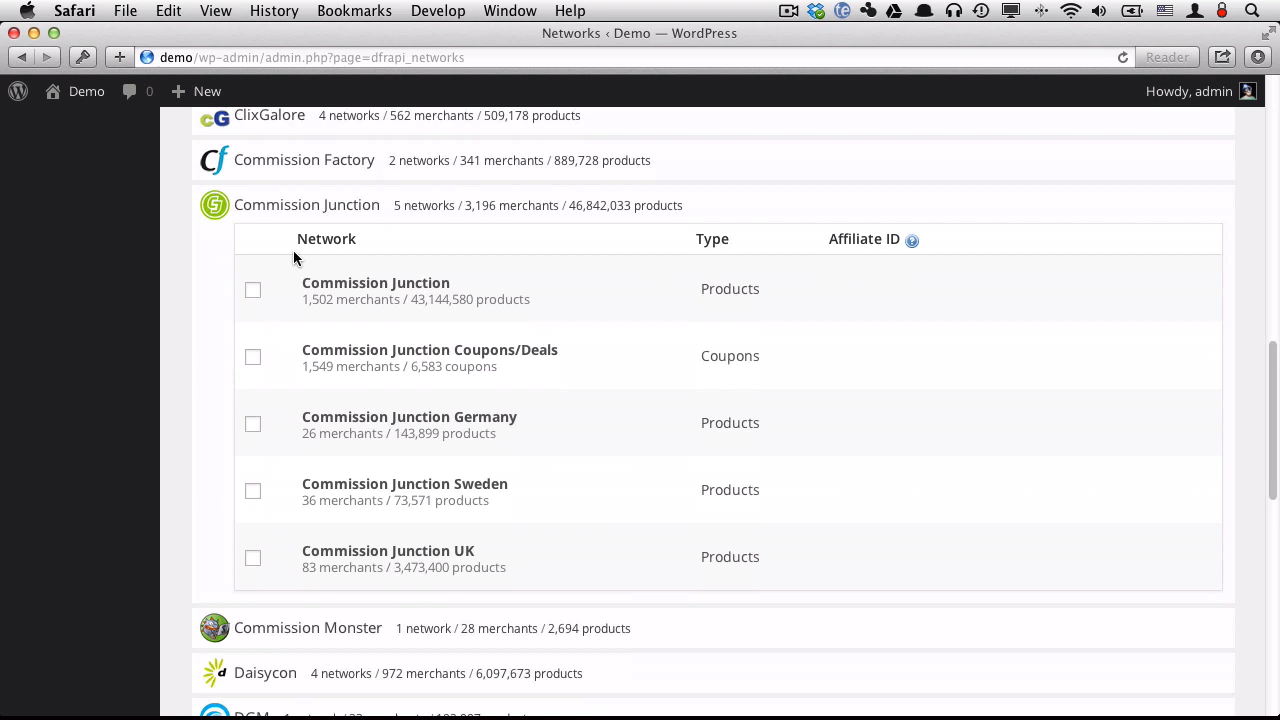 Safari File Edit View History Bookmarks Develop Window Help
Networks ‹ Demo — WordPress
demo/wp-admin/admin.php?page=dfrapi_networks Reader
Demo 0 New Howdy, admin
ClixGalore 4 networks / 562 merchants / 509,178 products
Commission Factory 2 networks / 341 merchants / 889,728 products
Commission Junction 5 networks / 3,196 merchants / 46,842,033 products
Network Type Affiliate ID ?
Commission Junction
1,502 merchants / 43,144,580 products
Products
Commission Junction Coupons/Deals
1,549 merchants / 6,583 coupons
Coupons
Commission Junction Germany
26 merchants / 143,899 products
Products
Commission Junction Sweden
36 merchants / 73,571 products
Products
Commission Junction UK
83 merchants / 3,473,400 products
Products
Commission Monster 1 network / 28 merchants / 2,694 products
Daisycon 4 networks / 972 merchants / 6,097,673 products